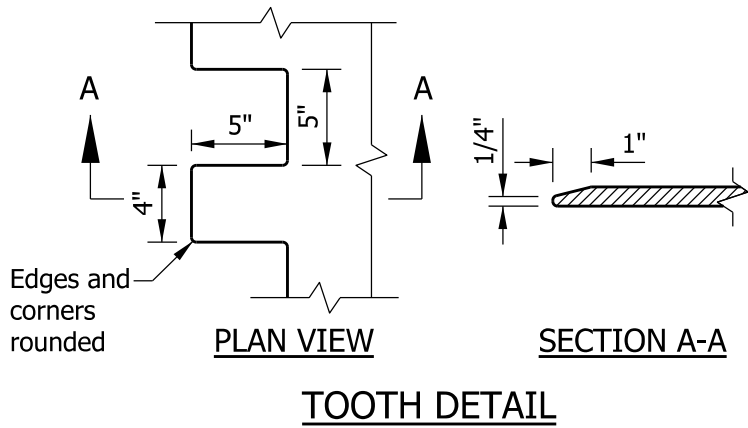 A
5"
5"
A
4"
1/4"
1"
Edges and
corners
rounded
PLAN VIEW
SECTION A-A
TOOTH DETAIL